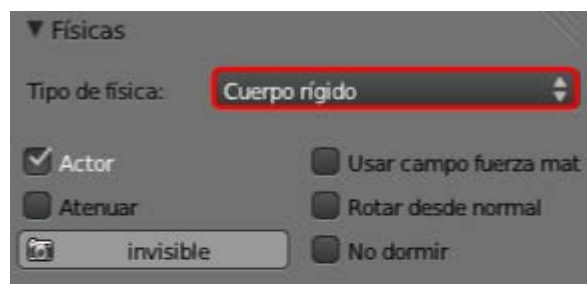 Físicas
Tipo de física: Cuerpo rígido
Actor Usar campo fuerza mat
Atenuar Rotar desde normal
invisible No dormir